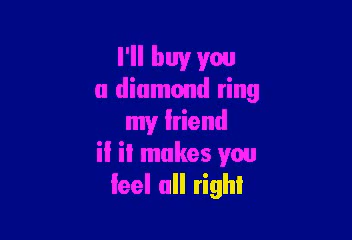 I'll buy you
a diamond ring
my friend
if it makes you
feel all right